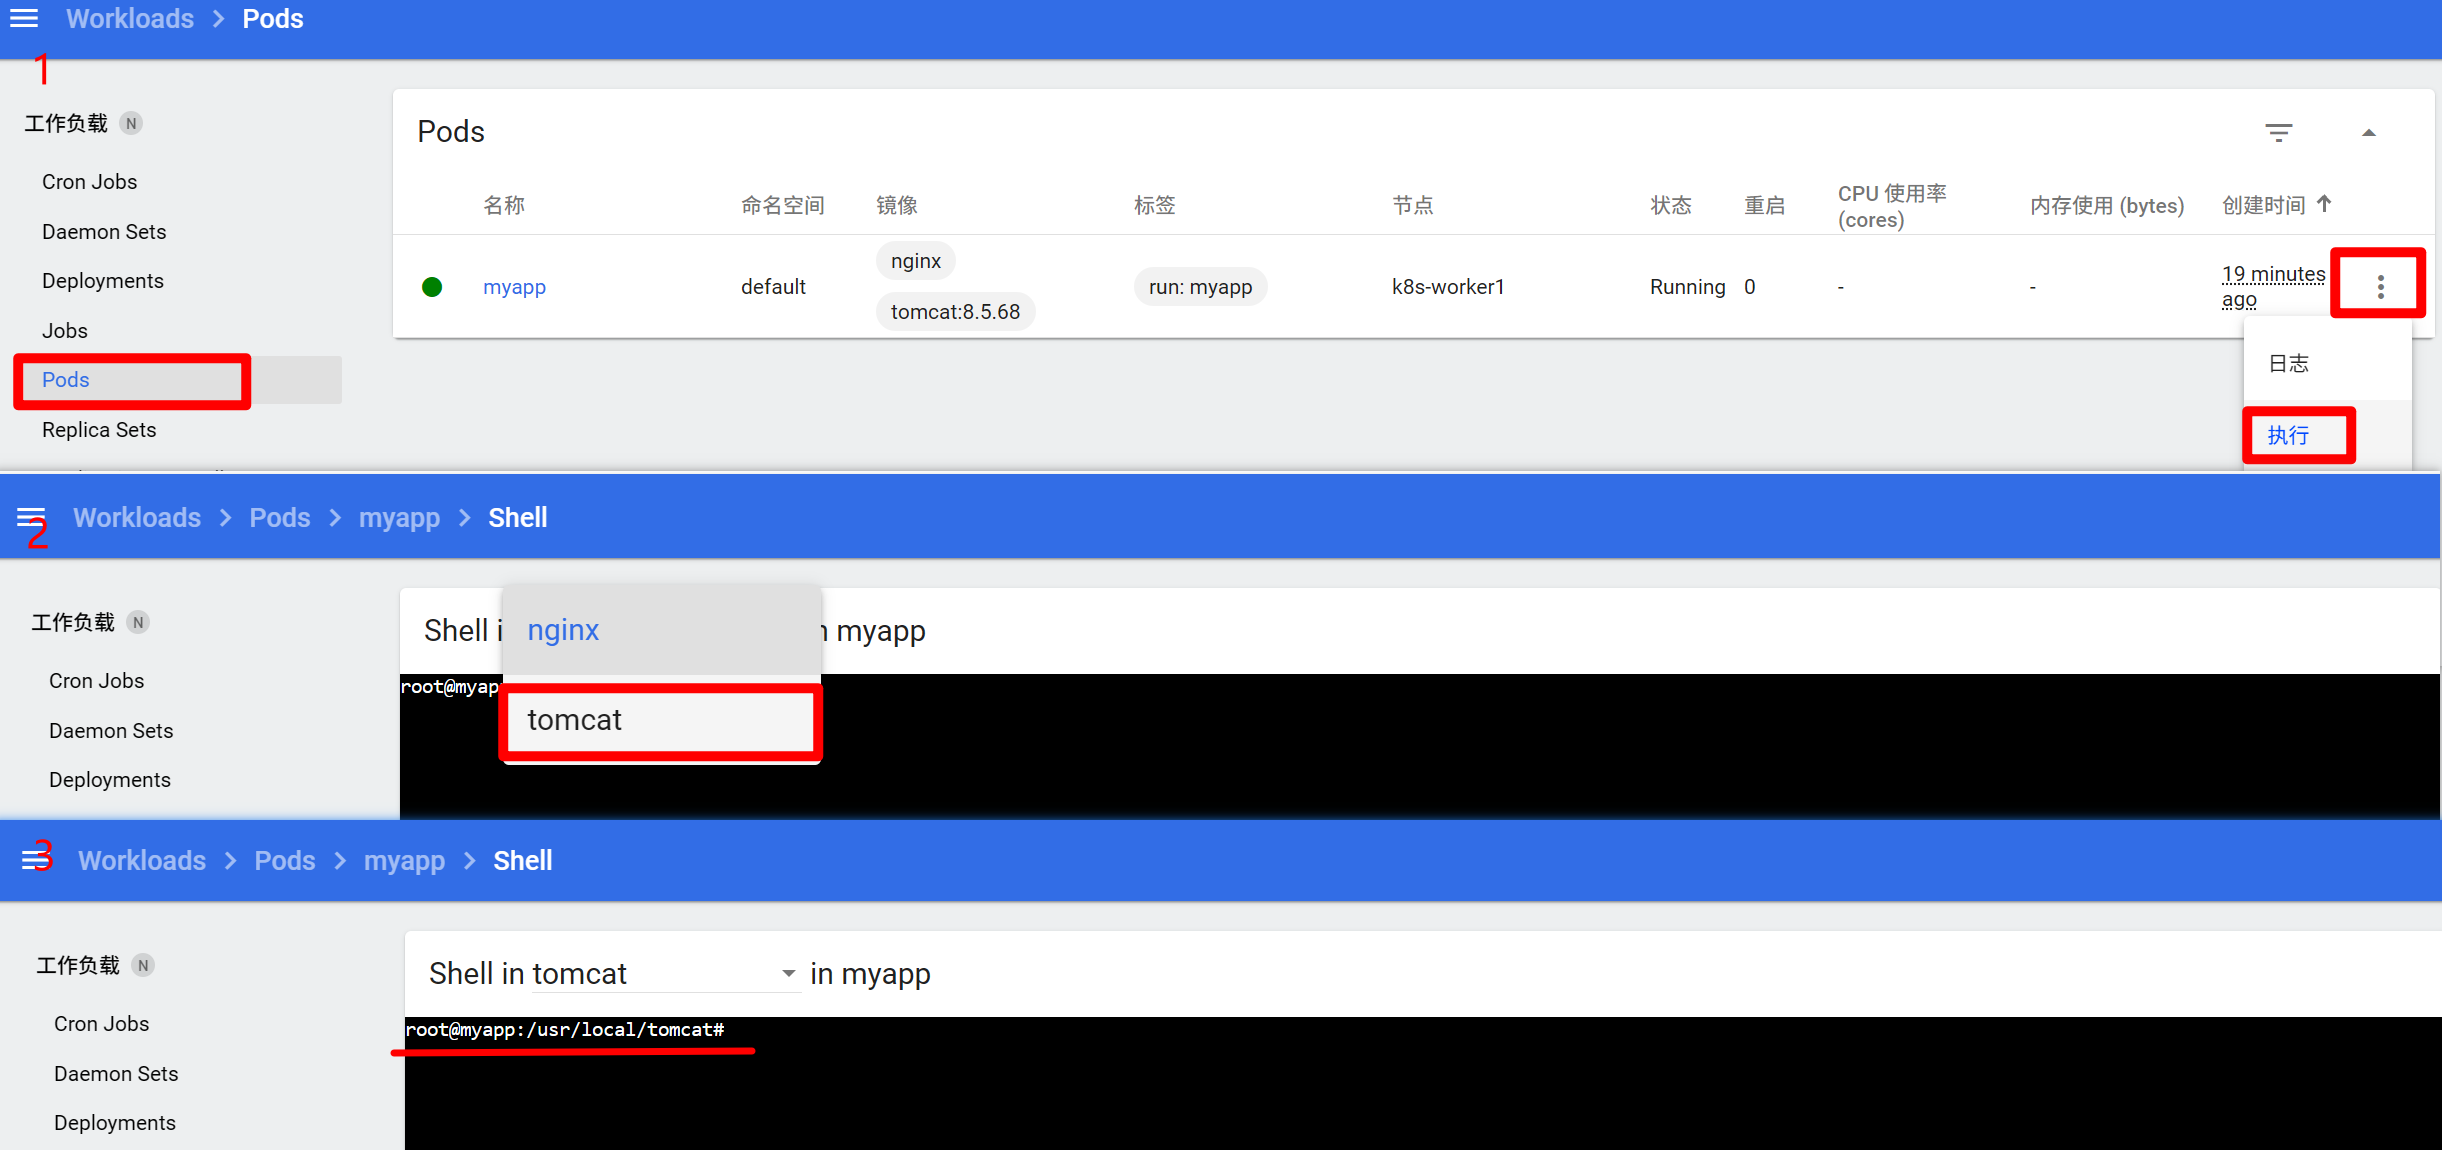 Workloads > Pods
1
工作负载 N
Cron Jobs
Daemon Sets
Deployments
Jobs
Pods
Replica Sets
Pods
名称 命名空间 镜像 标签 节点 状态 重启 CPU 使用率 (cores) 内存使用 (bytes) 创建时间
myapp default nginx tomcat:8.5.68 run: myapp k8s-worker1 Running 0 - - 19 minutes ago
日志
执行
2
Workloads > Pods > myapp > Shell
工作负载 N
Cron Jobs
Daemon Sets
Deployments
Shell i nginx in myapp
root@myap
tomcat
3
Workloads > Pods > myapp > Shell
工作负载 N
Cron Jobs
Daemon Sets
Deployments
Shell in tomcat in myapp
root@myapp:/usr/local/tomcat#